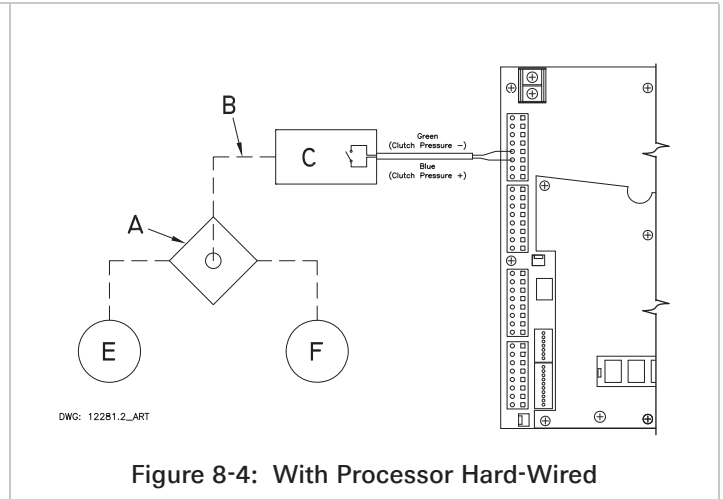 B
C
Green
(Clutch Pressure –)
Blue
(Clutch Pressure +)
A
E
F
DWG: 12281.2_ART
Figure 8-4: With Processor Hard-Wired